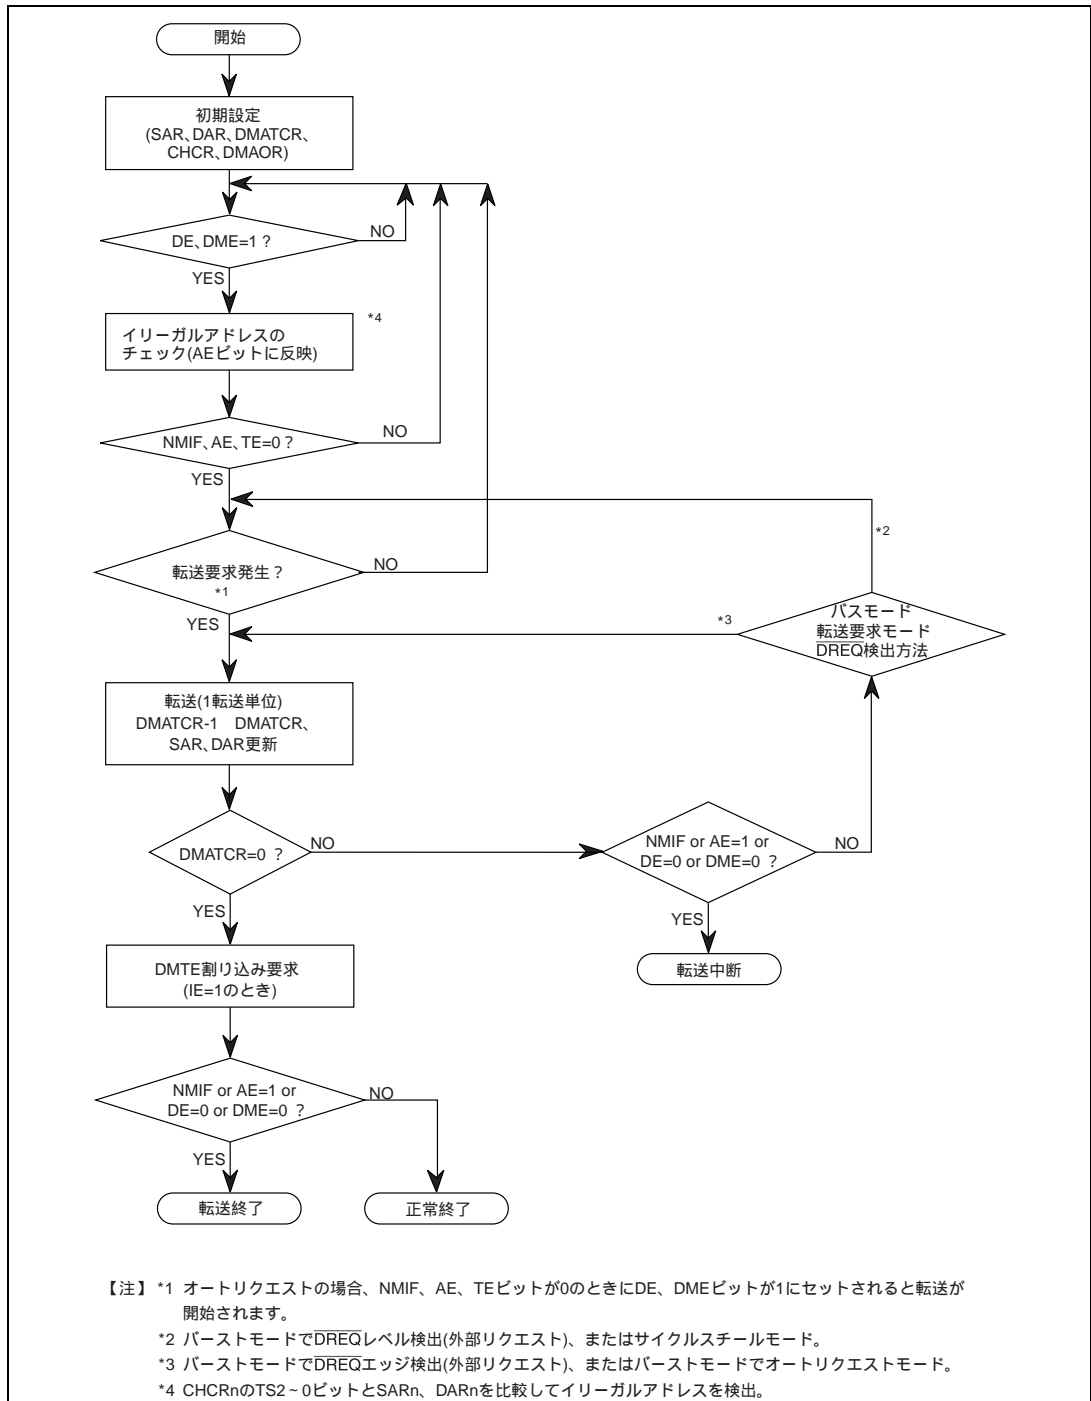 開始
初期設定
(SAR、DAR、DMATCR、
CHCR、DMAOR)
DE、DME=1 ?
NO
YES
イリーガルアドレスの
チェック(AEビットに反映)
*4
NMIF、AE、TE=0 ?
NO
YES
*2
転送要求発生 ?
*1
NO
YES
*3
バスモード
転送要求モード
DREQ検出方法
転送(1転送単位)
DMATCR-1 DMATCR、
SAR、DAR更新
DMATCR=0 ?
NO
NMIF or AE=1 or
DE=0 or DME=0 ?
NO
YES
YES
転送中断
DMTE割り込み要求
(IE=1のとき)
NMIF or AE=1 or
DE=0 or DME=0 ?
NO
YES
転送終了
正常終了
【注】 *1 オートリクエストの場合、NMIF、AE、TEビットが0のときにDE、DMEビットが1にセットされると転送が
開始されます。
*2 バーストモードでDREQレベル検出(外部リクエスト)、またはサイクルスチールモード。
*3 バーストモードでDREQエッジ検出(外部リクエスト)、またはバーストモードでオートリクエストモード。
*4 CHCRnのTS2~0ビットとSARn、DARnを比較してイリーガルアドレスを検出。